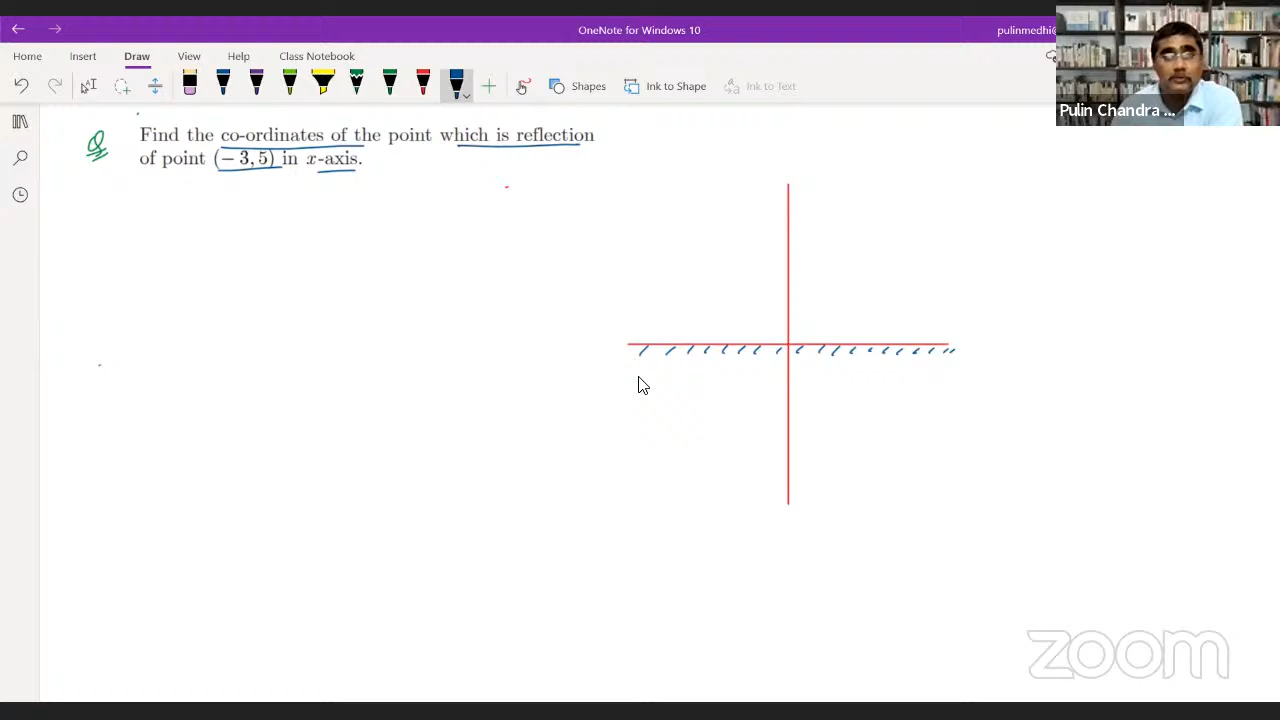 OneNote for Windows 10
pulinmedhi@
Home Insert Draw View Help Class Notebook
Shapes Ink to Shape Ink to Text
Pulin Chandra ...
Q Find the co-ordinates of the point which is reflection
of point (− 3, 5) in x-axis.
zoom